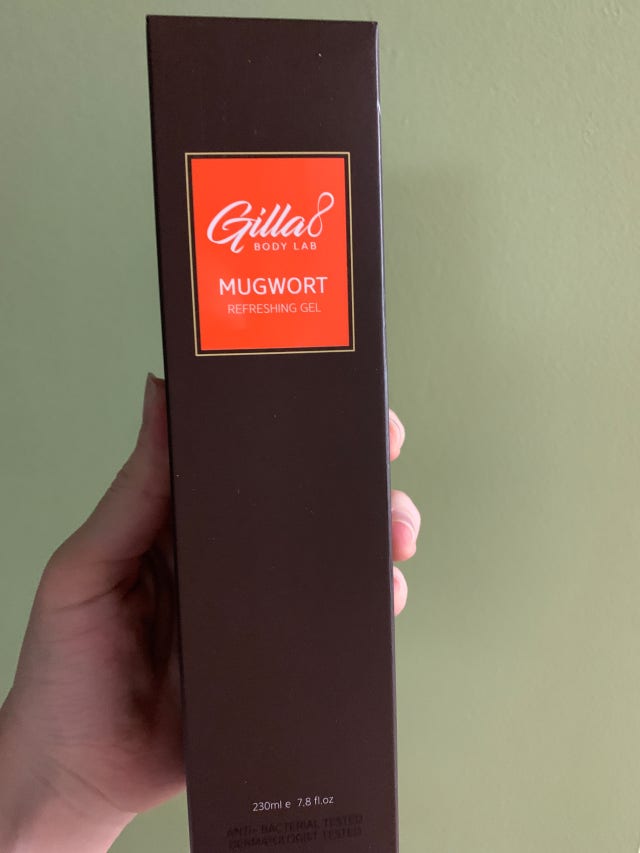 Gilla8
BODY LAB
MUGWORT
REFRESHING GEL
230ml e 7.8 fl.oz
ANTI- BACTERIAL TESTED
DERMATOLOGIST TESTED